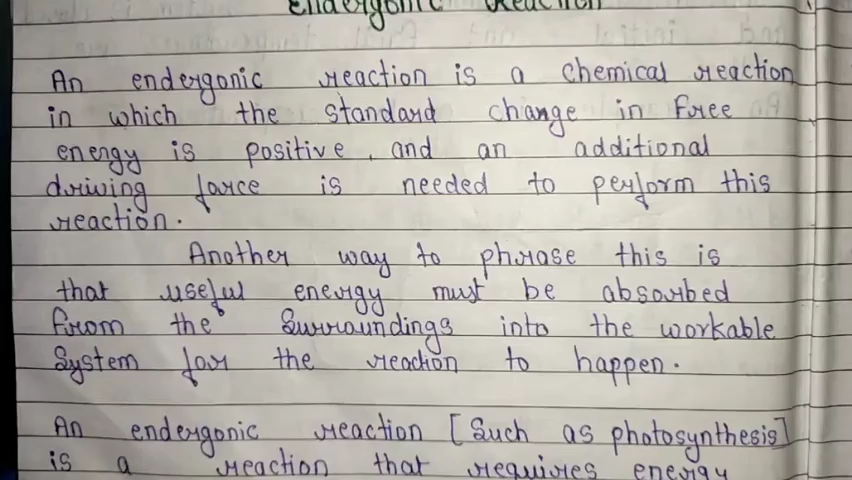 Endergonic Reaction
An endergonic reaction is a chemical reaction
in which the standard change in free
energy is positive, and an additional
driving force is needed to perform this
reaction.
Another way to phrase this is
that useful energy must be absorbed
from the surroundings into the workable
system for the reaction to happen.
An endergonic reaction [Such as photosynthesis]
is a reaction that requires energy